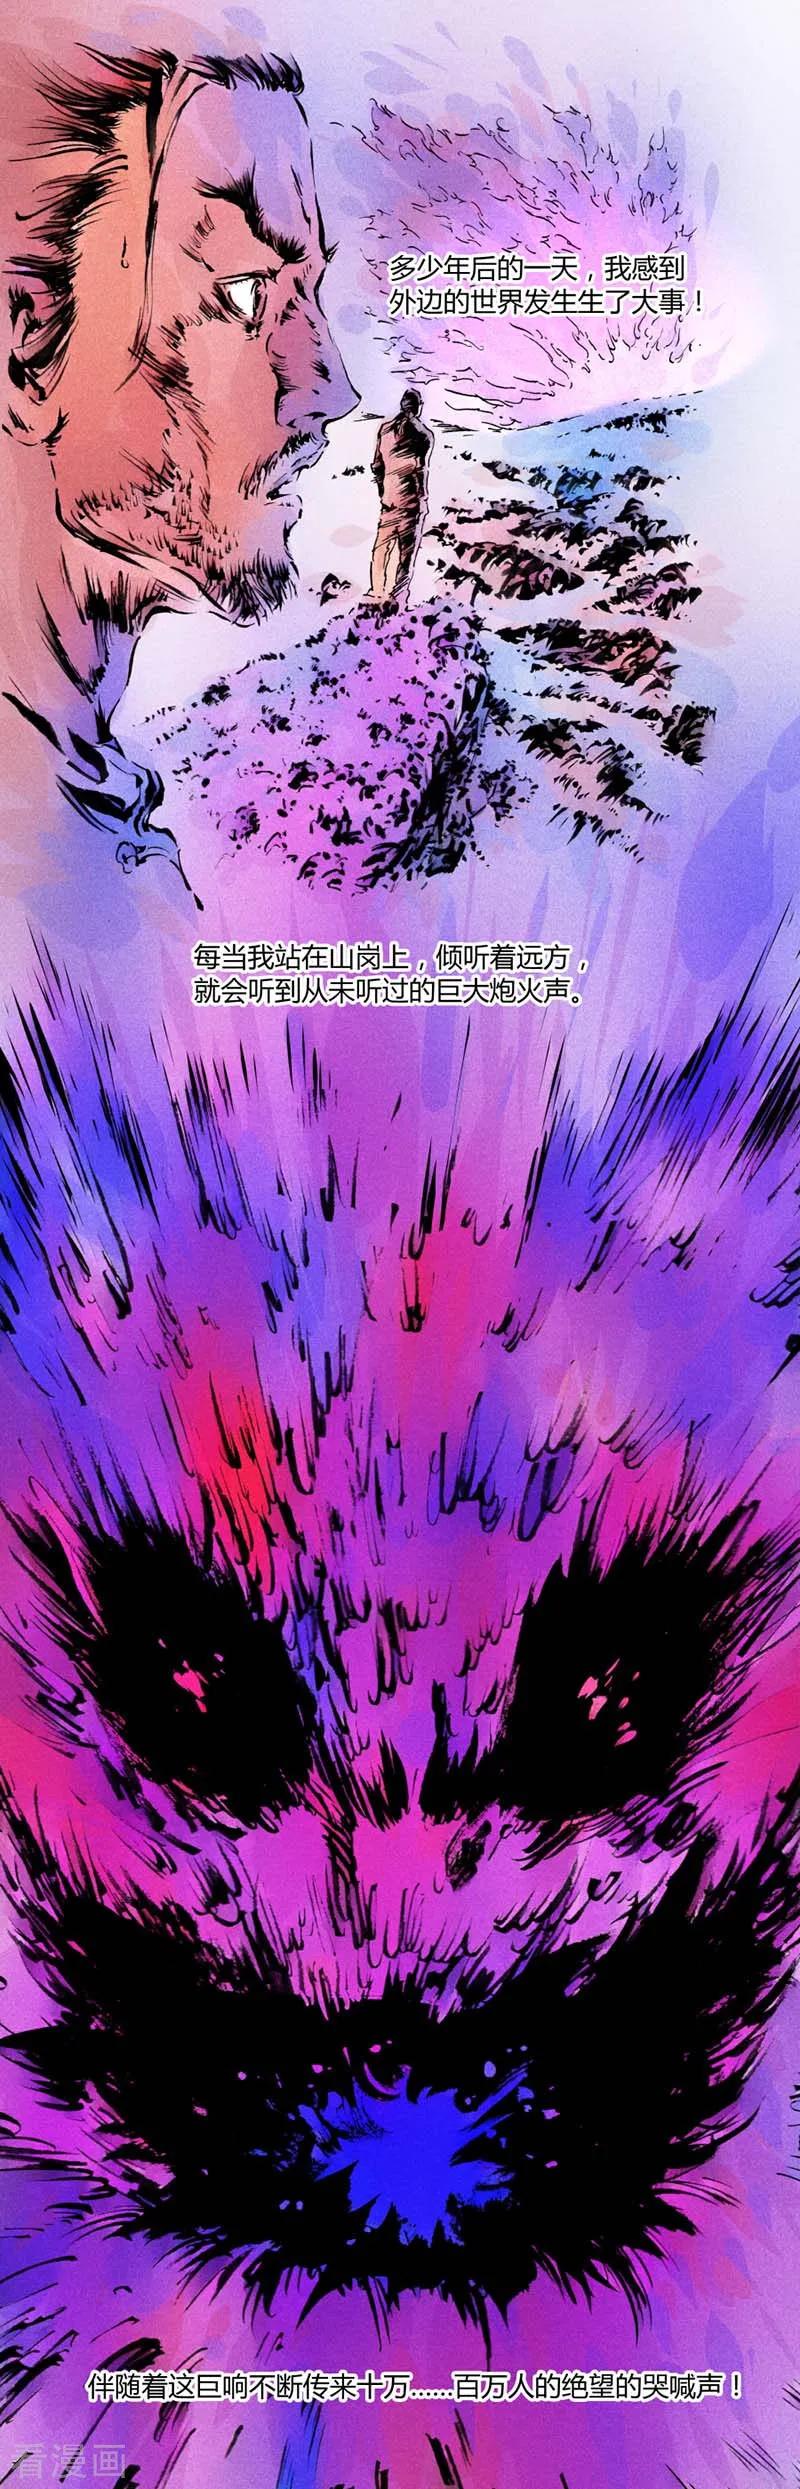 多少年后的一天，我感到
外边的世界发生生了大事！
每当我站在山岗上，倾听着远方，
就会听到从未听过的巨大炮火声。
伴随着这巨响不断传来十万……百万人的绝望的哭喊声！
看漫画